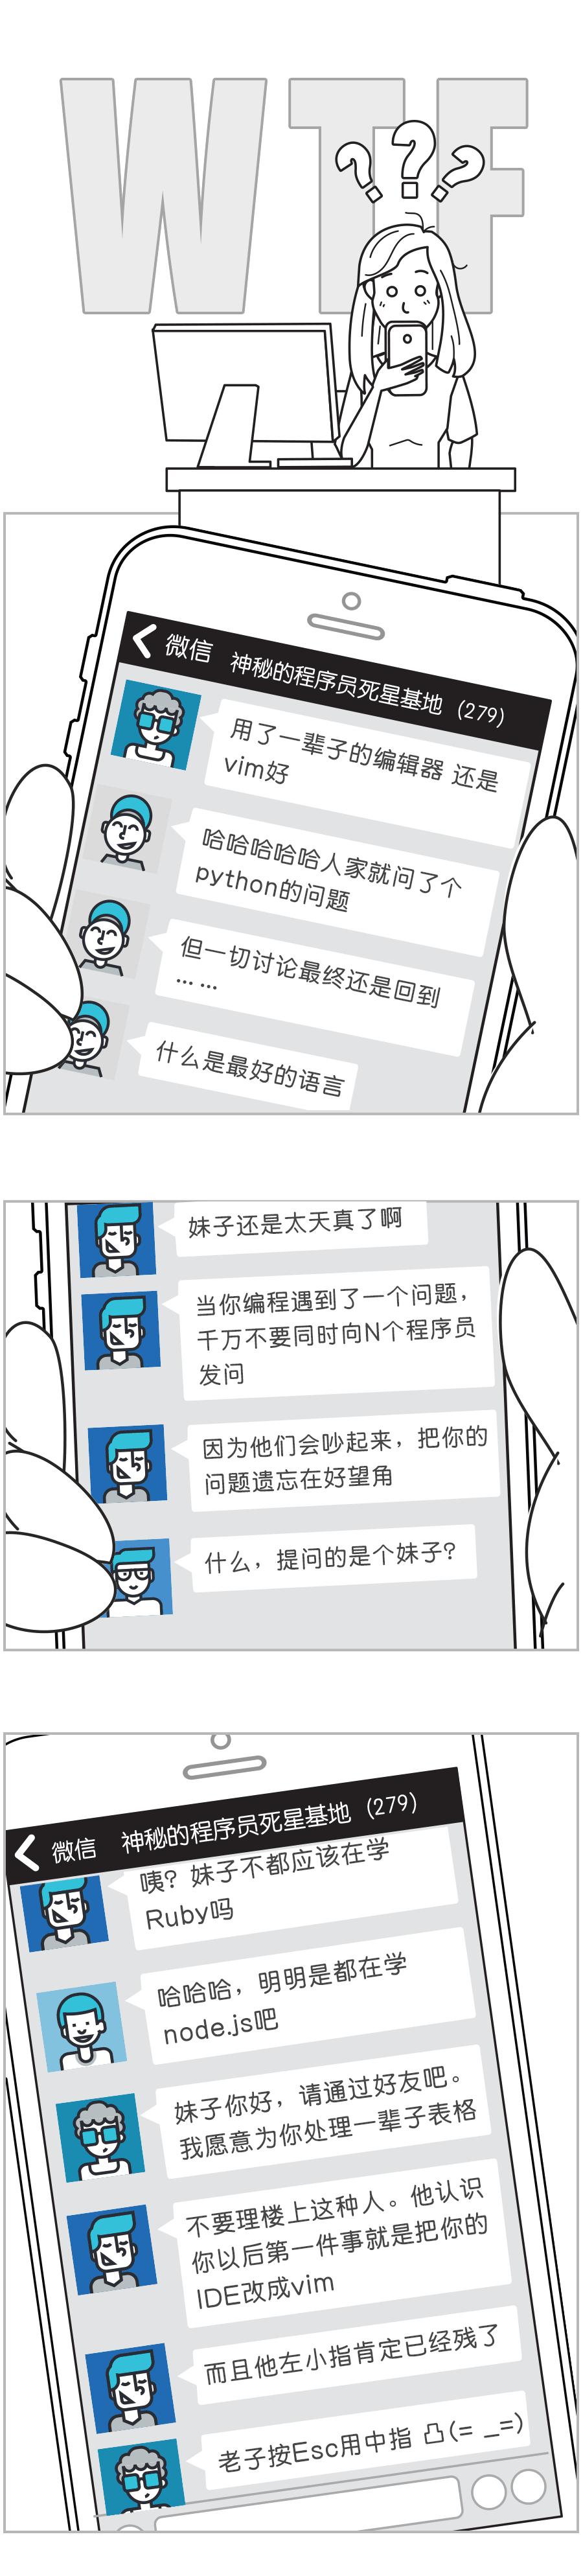 WTF
???
微信 神秘的程序员死星基地 (279)
用了一辈子的编辑器 还是
vim好
哈哈哈哈哈人家就问了个
python的问题
但一切讨论最终还是回到
... ...
什么是最好的语言
妹子还是太天真了啊
当你编程遇到了一个问题，
千万不要同时向N个程序员
发问
因为他们会吵起来，把你的
问题遗忘在好望角
什么，提问的是个妹子？
微信 神秘的程序员死星基地 (279)
咦？妹子不都应该在学
Ruby吗
哈哈哈，明明是都在学
node.js吧
妹子你好，请通过好友吧。
我愿意为你处理一辈子表格
不要理楼上这种人。他认识
你以后第一件事就是把你的
IDE改成vim
而且他左小指肯定已经残了
老子按Esc用中指 凸(= _=)